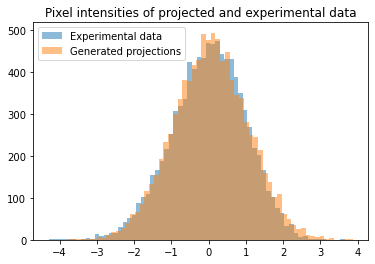 Pixel intensities of projected and experimental data
Experimental data
Generated projections
500
400
300
200
100
0
−4 −3 −2 −1 0 1 2 3 4